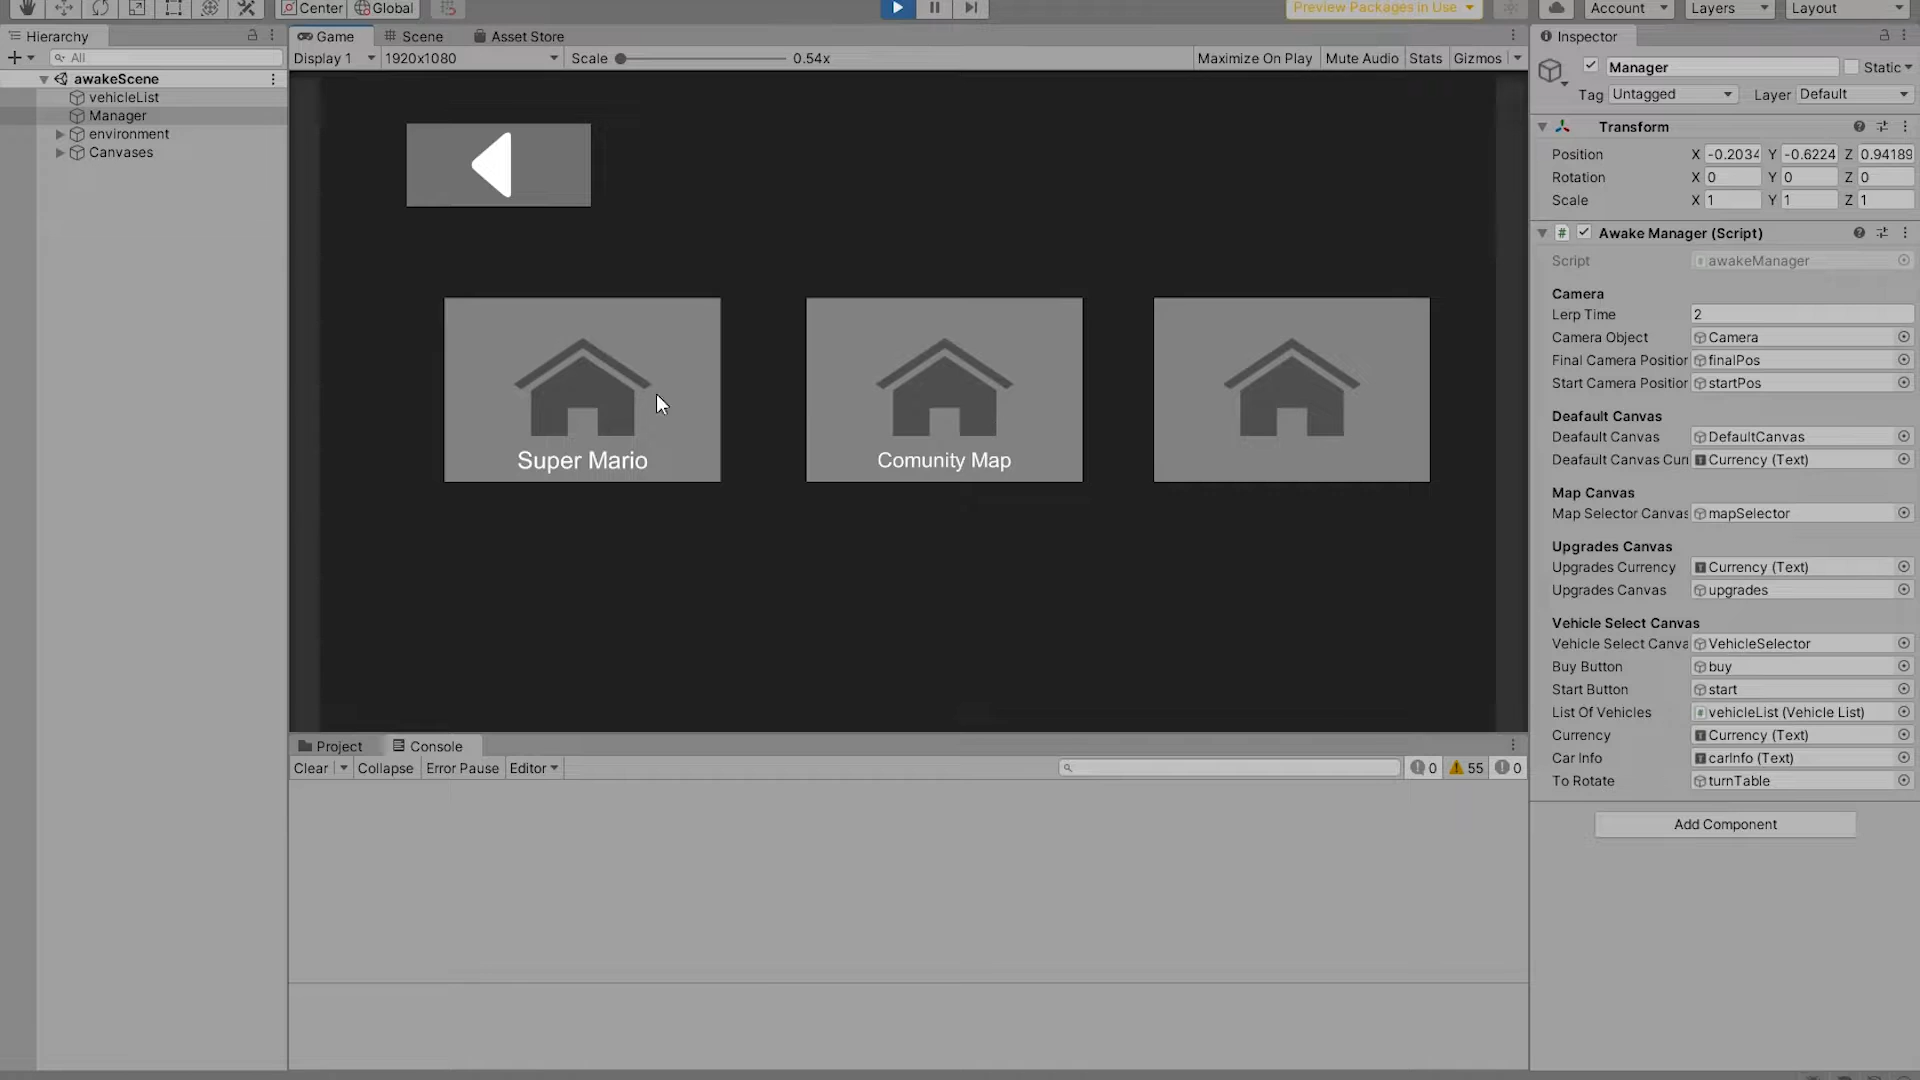 Center Global Preview Packages in Use Account Layers Layout
Hierarchy
All
awakeScene
vehicleList
Manager
environment
Canvases
Game Scene Asset Store
Display 1 1920x1080 Scale 0.54x Maximize On Play Mute Audio Stats Gizmos
Super Mario
Comunity Map
Project Console
Clear Collapse Error Pause Editor 0 55 0
Inspector
Manager Static
Tag Untagged Layer Default
Transform
Position X -0.2034 Y -0.6224 Z 0.94189
Rotation X 0 Y 0 Z 0
Scale X 1 Y 1 Z 1
# Awake Manager (Script)
Script awakeManager
Camera
Lerp Time 2
Camera Object Camera
Final Camera Position finalPos
Start Camera Position startPos
Deafault Canvas
Deafault Canvas DefaultCanvas
Deafault Canvas Curr Currency (Text)
Map Canvas
Map Selector Canvas mapSelector
Upgrades Canvas
Upgrades Currency Currency (Text)
Upgrades Canvas upgrades
Vehicle Select Canvas
Vehicle Select Canva VehicleSelector
Buy Button buy
Start Button start
List Of Vehicles vehicleList (Vehicle List)
Currency Currency (Text)
Car Info carInfo (Text)
To Rotate turnTable
Add Component